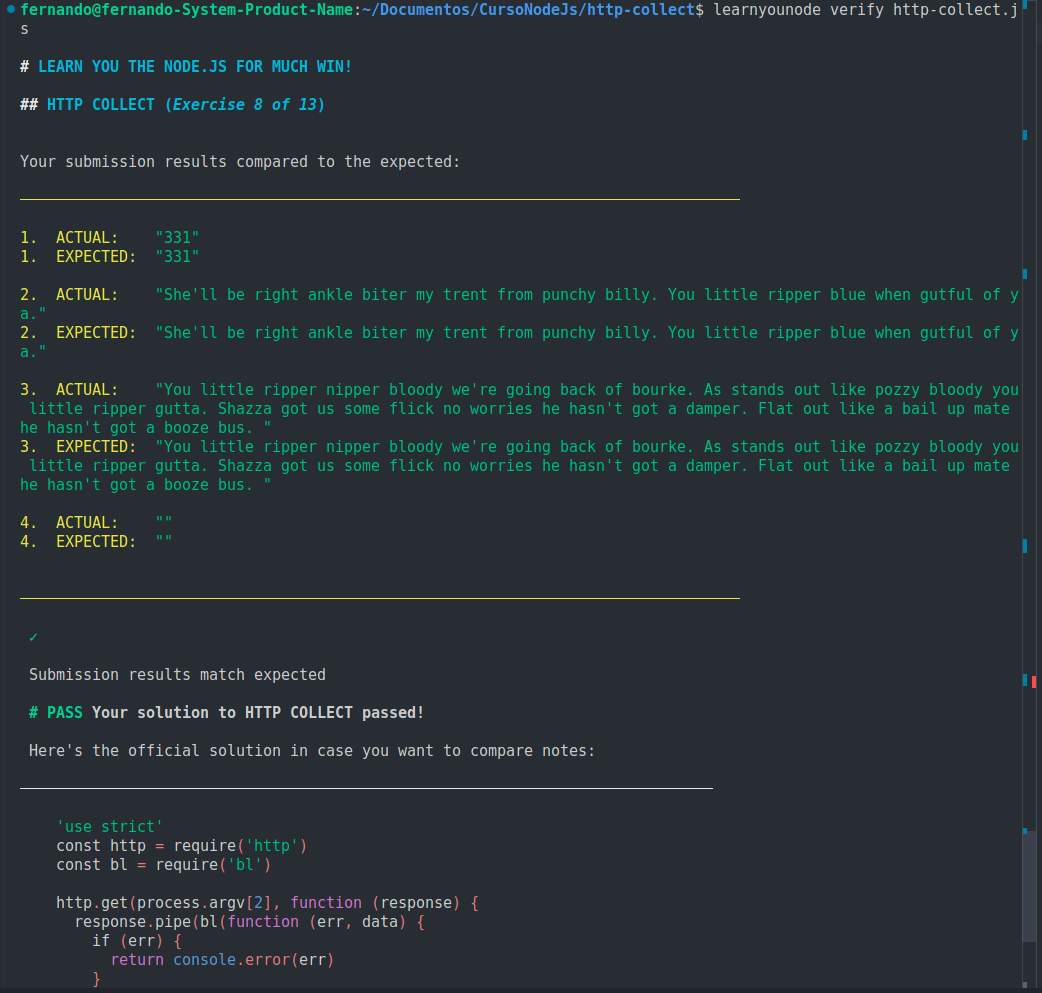 fernando@fernando-System-Product-Name:~/Documentos/CursoNodeJs/http-collect$ learnyounode verify http-collect.j
s
# LEARN YOU THE NODE.JS FOR MUCH WIN!
## HTTP COLLECT (Exercise 8 of 13)
Your submission results compared to the expected:
1.  ACTUAL:    "331"
1.  EXPECTED:  "331"
2.  ACTUAL:    "She'll be right ankle biter my trent from punchy billy. You little ripper blue when gutful of y
a."
2.  EXPECTED:  "She'll be right ankle biter my trent from punchy billy. You little ripper blue when gutful of y
a."
3.  ACTUAL:    "You little ripper nipper bloody we're going back of bourke. As stands out like pozzy bloody you
 little ripper gutta. Shazza got us some flick no worries he hasn't got a damper. Flat out like a bail up mate
he hasn't got a booze bus. "
3.  EXPECTED:  "You little ripper nipper bloody we're going back of bourke. As stands out like pozzy bloody you
 little ripper gutta. Shazza got us some flick no worries he hasn't got a damper. Flat out like a bail up mate
he hasn't got a booze bus. "
4.  ACTUAL:    ""
4.  EXPECTED:  ""
✓
Submission results match expected
# PASS Your solution to HTTP COLLECT passed!
Here's the official solution in case you want to compare notes:
'use strict'
const http = require('http')
const bl = require('bl')
http.get(process.argv[2], function (response) {
  response.pipe(bl(function (err, data) {
    if (err) {
      return console.error(err)
    }